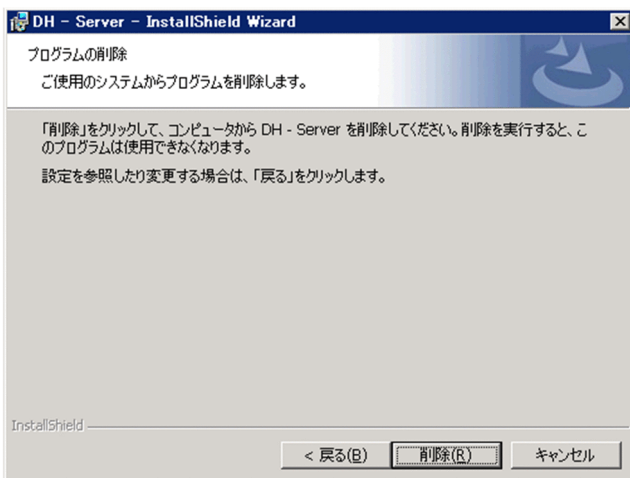 DH - Server - InstallShield Wizard
プログラムの削除
ご使用のシステムからプログラムを削除します。
「削除」をクリックして、コンピュータから DH - Server を削除してください。削除を実行すると、こ
のプログラムは使用できなくなります。
設定を参照したり変更する場合は、「戻る」をクリックします。
InstallShield
< 戻る(B)
削除(R)
キャンセル